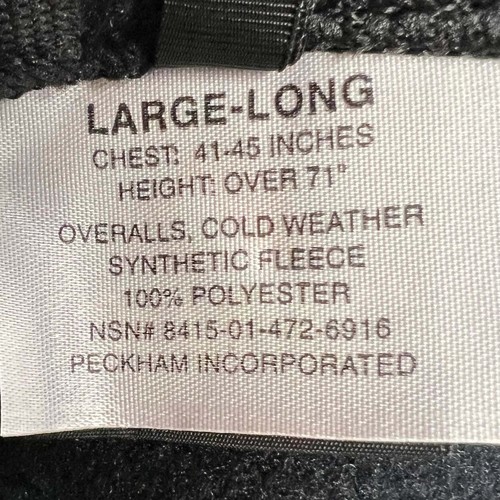 LARGE-LONG
CHEST: 41-45 INCHES
HEIGHT: OVER 71"
OVERALLS, COLD WEATHER
SYNTHETIC FLEECE
100% POLYESTER
NSN# 8415-01-472-6916
PECKHAM INCORPORATED